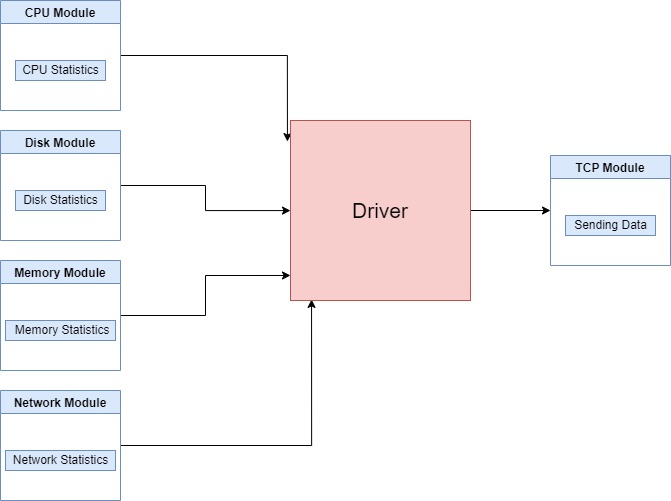 CPU Module
CPU Statistics
Disk Module
Disk Statistics
Memory Module
Memory Statistics
Network Module
Network Statistics
Driver
TCP Module
Sending Data